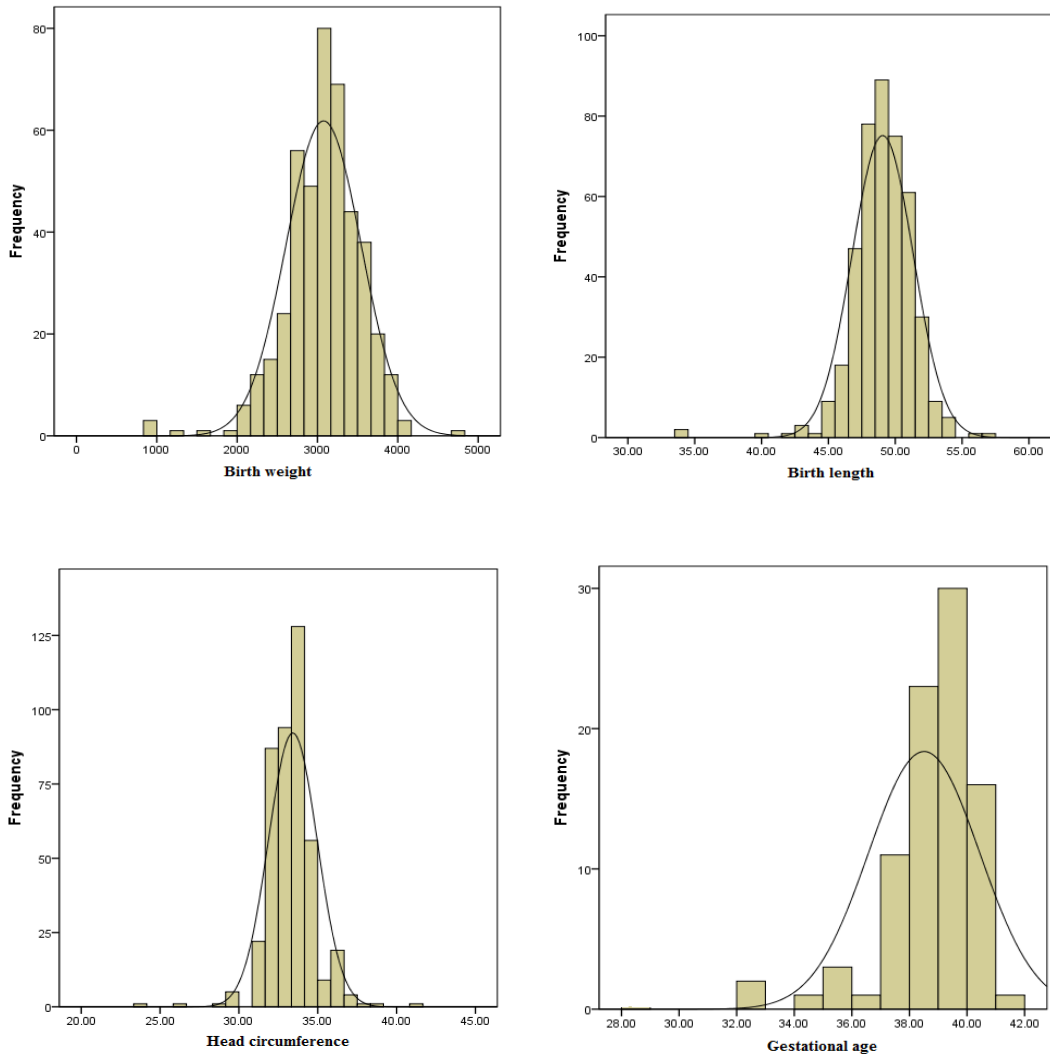 80
60
40
20
0
Frequency
0 1000 2000 3000 4000 5000
Birth weight
100
80
60
40
20
0
Frequency
30.00 35.00 40.00 45.00 50.00 55.00 60.00
Birth length
125
100
75
50
25
0
Frequency
20.00 25.00 30.00 35.00 40.00 45.00
Head circumference
30
20
10
0
Frequency
28.00 30.00 32.00 34.00 36.00 38.00 40.00 42.00
Gestational age